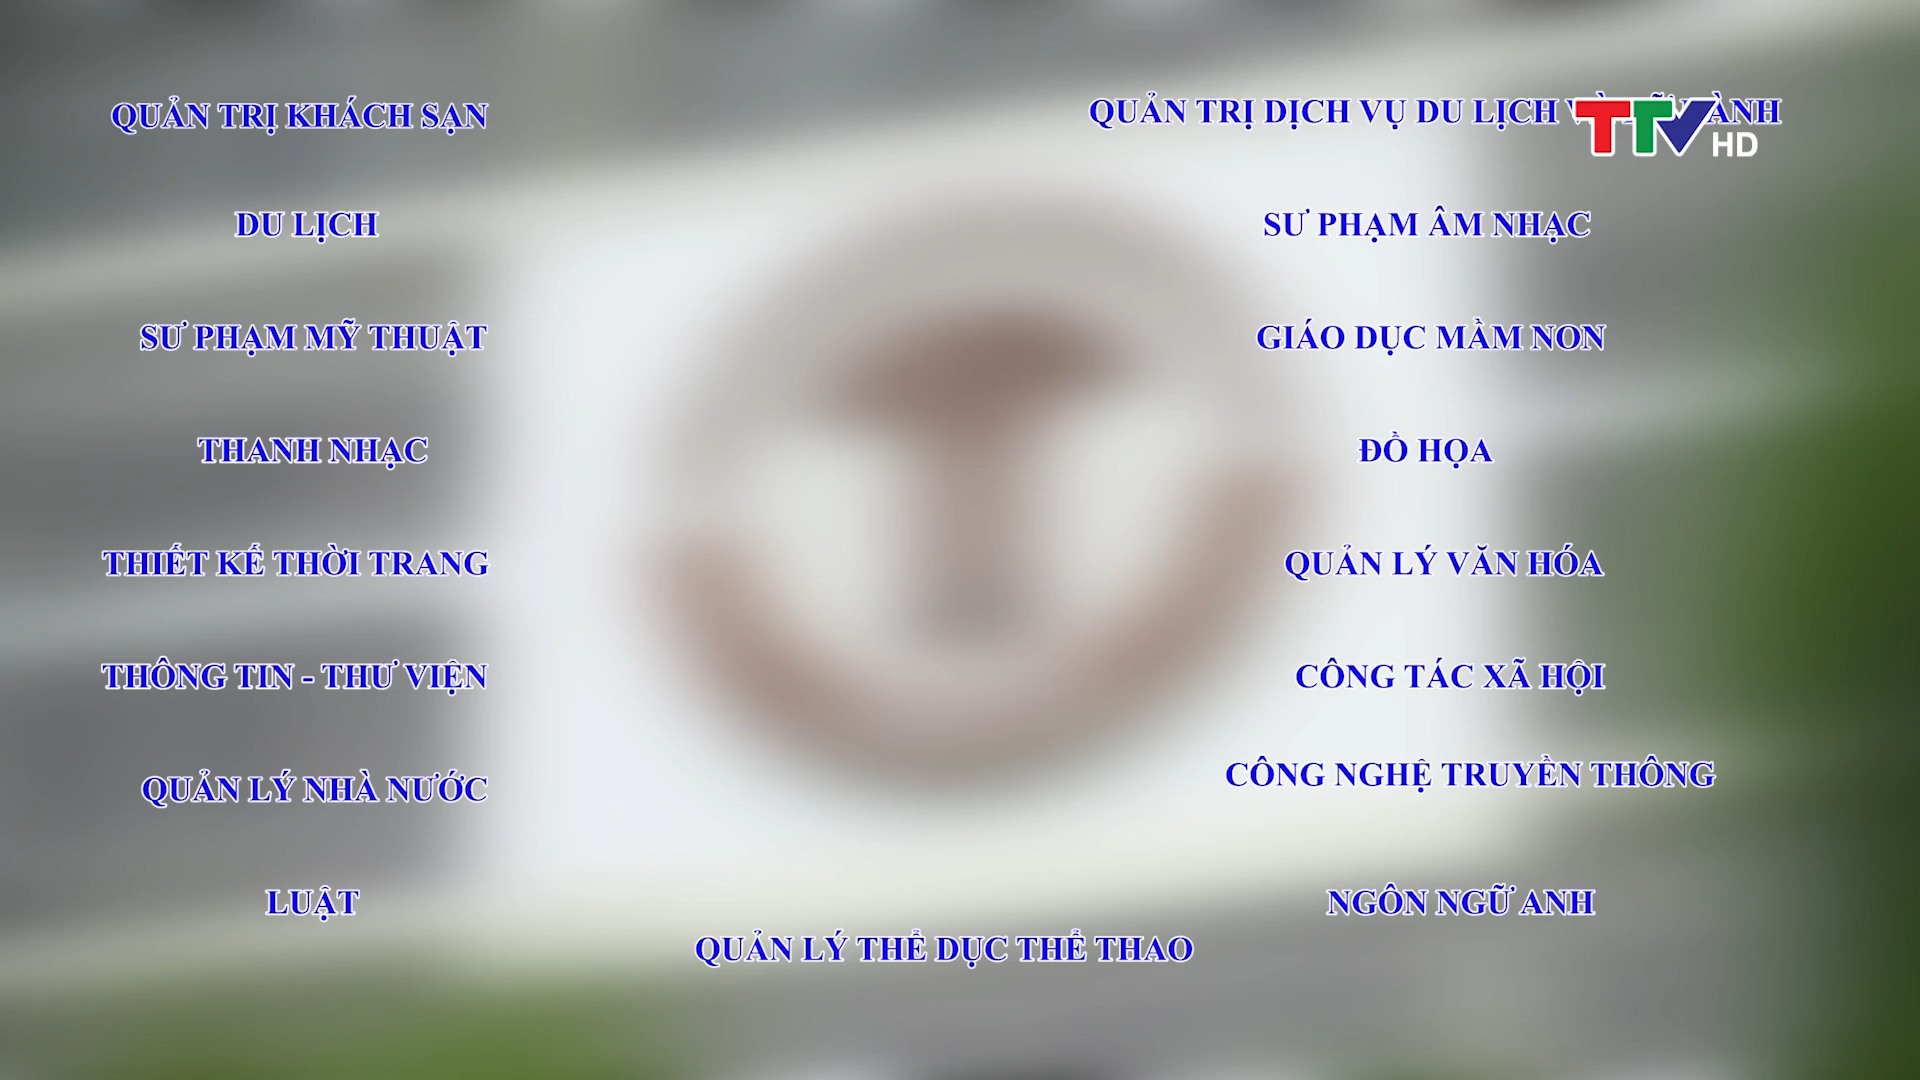 QUẢN TRỊ KHÁCH SẠN
QUẢN TRỊ DỊCH VỤ DU LỊCH
TTV HD
DU LỊCH
SƯ PHẠM ÂM NHẠC
SƯ PHẠM MỸ THUẬT
GIÁO DỤC MẦM NON
THANH NHẠC
ĐỒ HỌA
THIẾT KẾ THỜI TRANG
QUẢN LÝ VĂN HÓA
THÔNG TIN - THƯ VIỆN
CÔNG TÁC XÃ HỘI
QUẢN LÝ NHÀ NƯỚC
CÔNG NGHỆ TRUYỀN THÔNG
LUẬT
NGÔN NGỮ ANH
QUẢN LÝ THỂ DỤC THỂ THAO